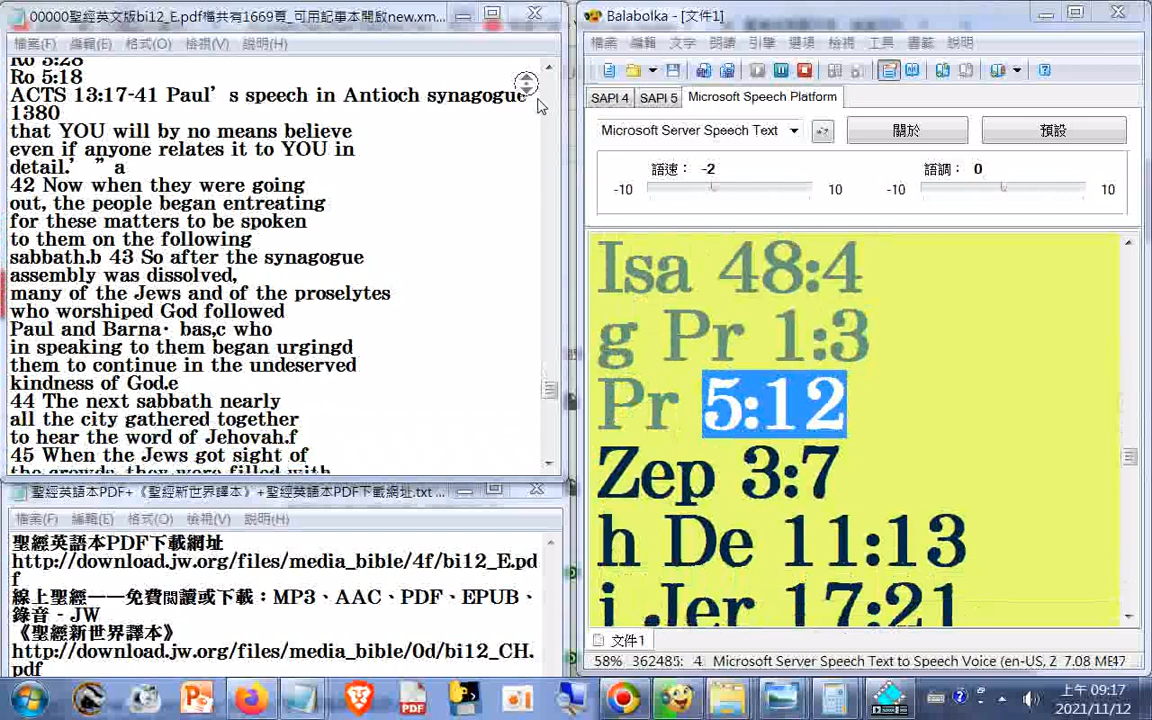 00000聖經英文版bi12_E.pdf檔共有1669頁_可用記事本開啟new.xm...
檔案(F) 編輯(E) 格式(O) 檢視(V) 說明(H)
Ro 3:28
Ro 5:18
ACTS 13:17-41 Paul’s speech in Antioch synagogue
1380
that YOU will by no means believe
even if anyone relates it to YOU in
detail.’ ”a
42 Now when they were going
out, the people began entreating
for these matters to be spoken
to them on the following
sabbath.b 43 So after the synagogue
assembly was dissolved,
many of the Jews and of the proselytes
who worshiped God followed
Paul and Barna· bas,c who
in speaking to them began urgingd
them to continue in the undeserved
kindness of God.e
44 The next sabbath nearly
all the city gathered together
to hear the word of Jehovah.f
45 When the Jews got sight of
the crowds, they were filled with
聖經英語本PDF+《聖經新世界譯本》+聖經英語本PDF下載網址.txt ...
檔案(F) 編輯(E) 格式(O) 檢視(V) 說明(H)
聖經英語本PDF下載網址
http://download.jw.org/files/media_bible/4f/bi12_E.pd
f
線上聖經——免費閱讀或下載：MP3、AAC、PDF、EPUB、
錄音 - JW
《聖經新世界譯本》
http://download.jw.org/files/media_bible/0d/bi12_CH.
pdf
Balabolka - [文件1]
檔案 編輯 文字 朗讀 引擎 選項 檢視 工具 書籤 說明
SAPI 4 SAPI 5 Microsoft Speech Platform
Microsoft Server Speech Text 關於 預設
語速： -2 語調： 0
-10 10 -10 10
Isa 48:4
g Pr 1:3
Pr 5:12
Zep 3:7
h De 11:13
i Jer 17:21
文件1
58% 362485: 4 Microsoft Server Speech Text to Speech Voice (en-US, 2 7.08 ME47
上午 09:17
2021/11/12